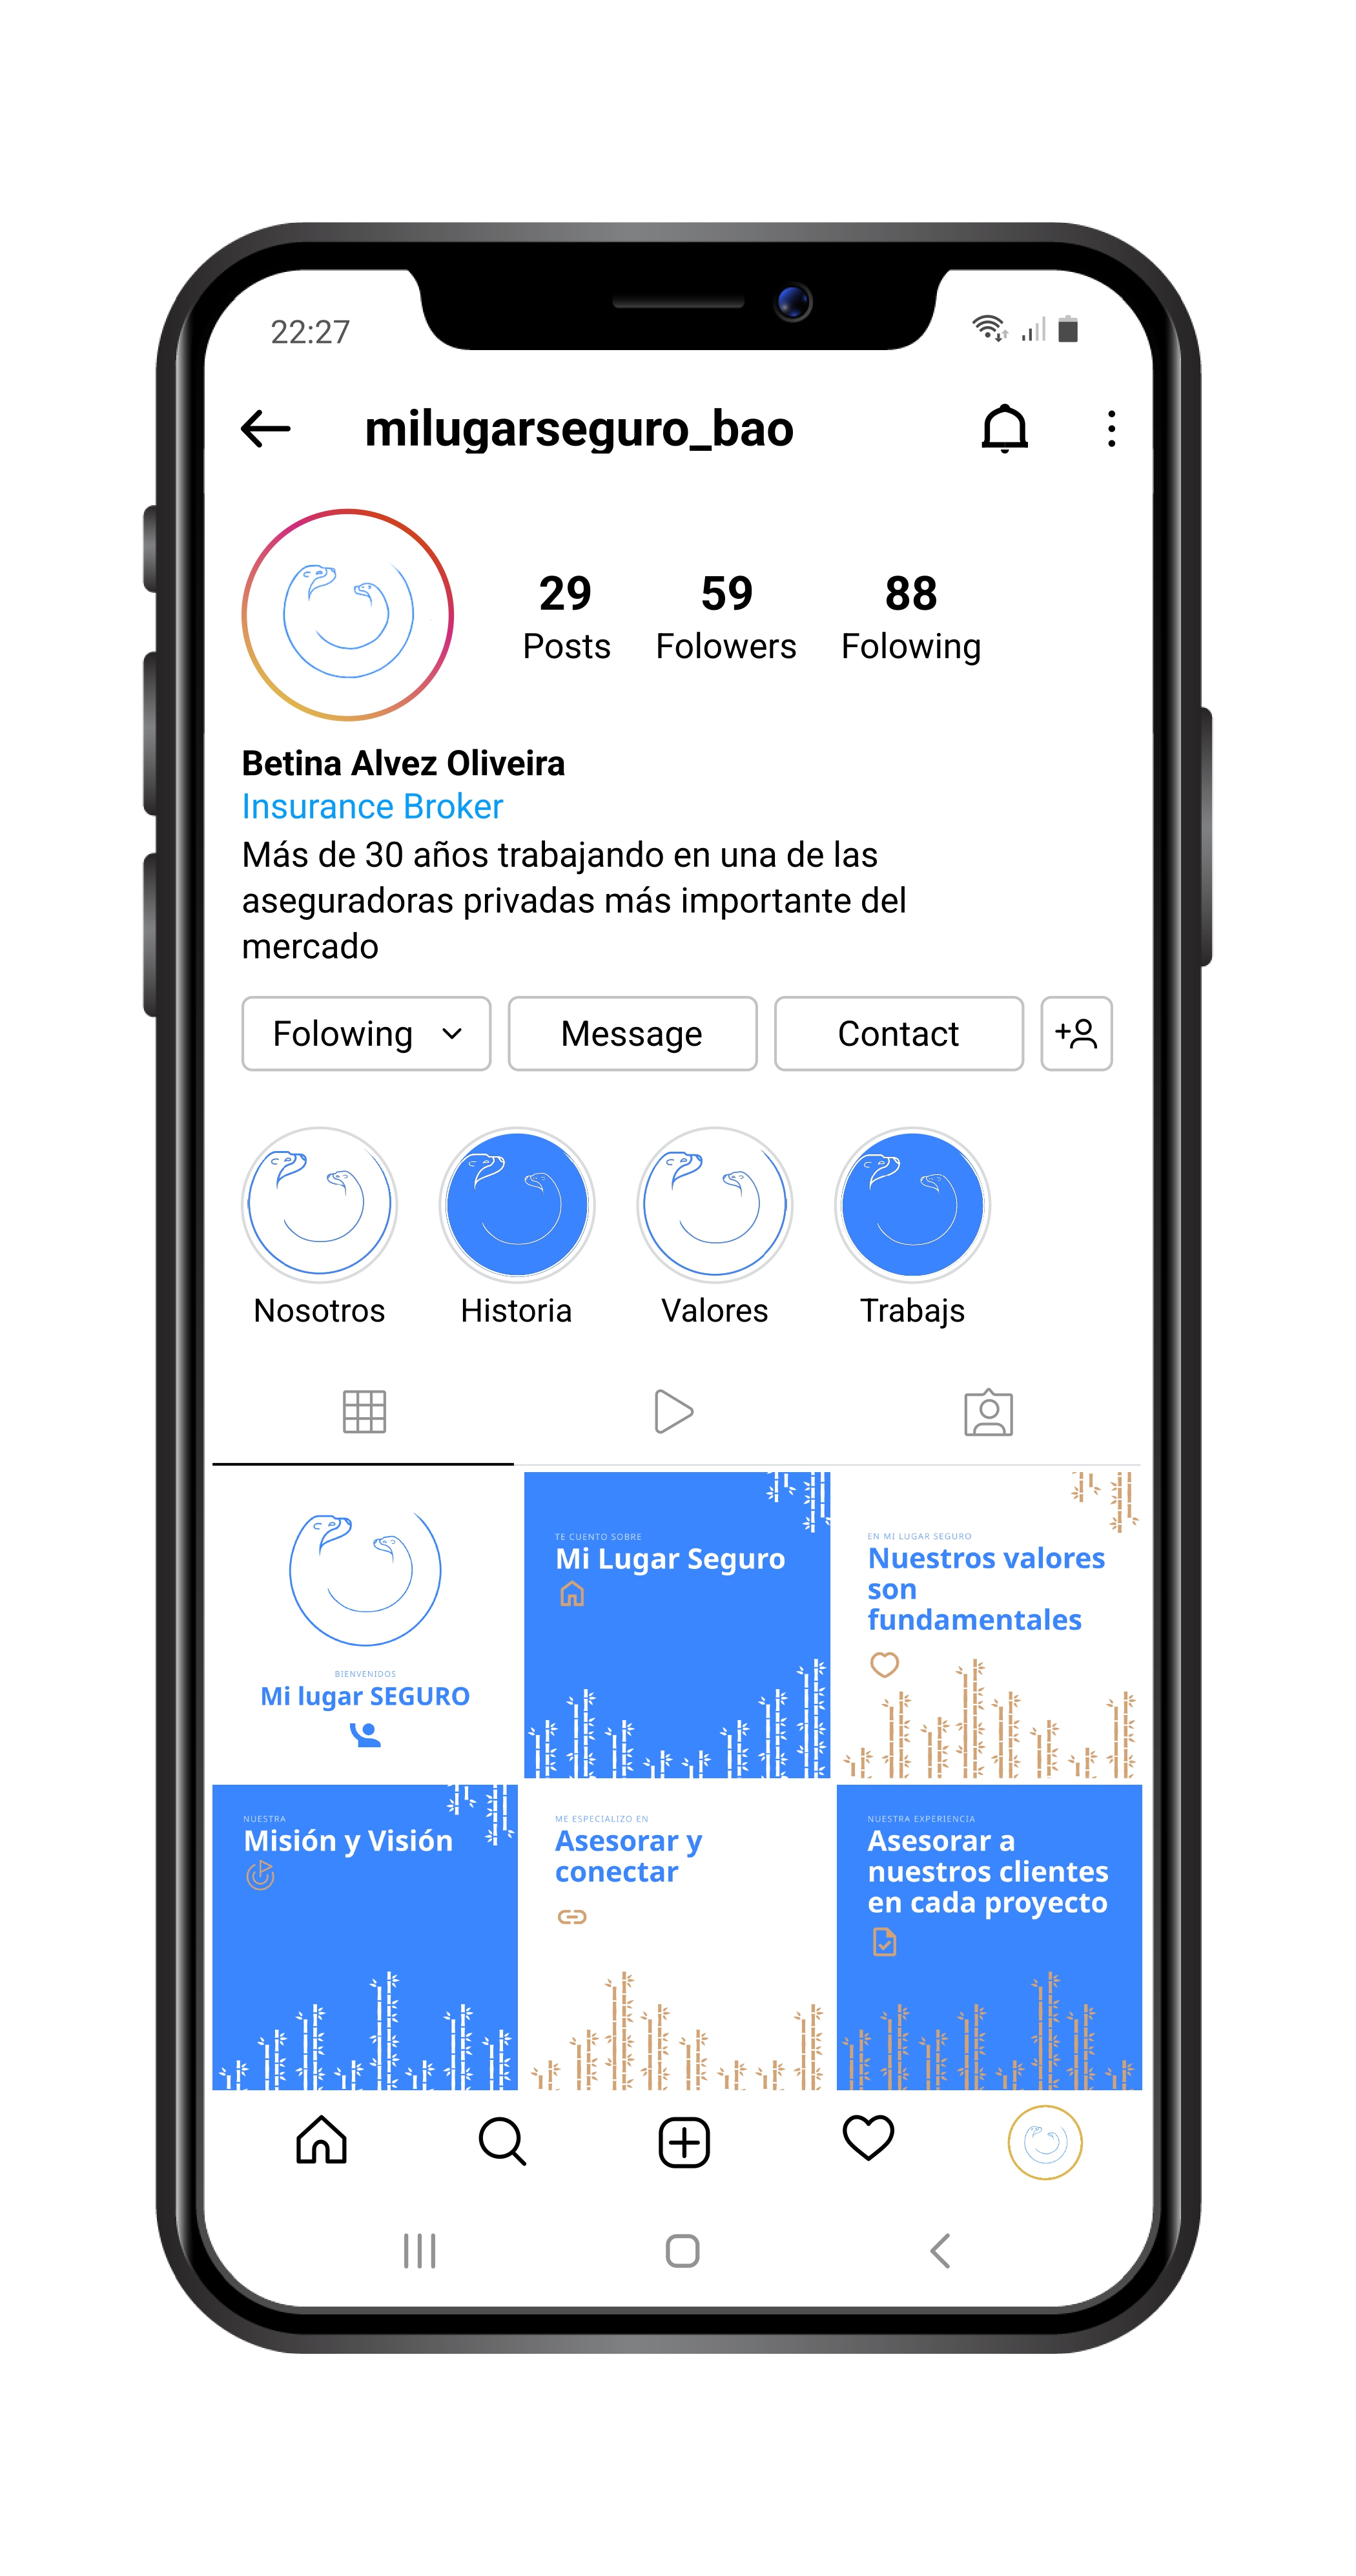 22:27
milugarseguro_bao
29 59 88
Posts Folowers Folowing
Betina Alvez Oliveira
Insurance Broker
Más de 30 años trabajando en una de las
aseguradoras privadas más importante del
mercado
Folowing Message Contact
Nosotros Historia Valores Trabajs
BIENVENIDOS
Mi lugar SEGURO
TE CUENTO SOBRE
Mi Lugar Seguro
EN MI LUGAR SEGURO
Nuestros valores
son
fundamentales
NUESTRA
Misión y Visión
ME ESPECIALIZO EN
Asesorar y
conectar
NUESTRA EXPERIENCIA
Asesorar a
nuestros clientes
en cada proyecto